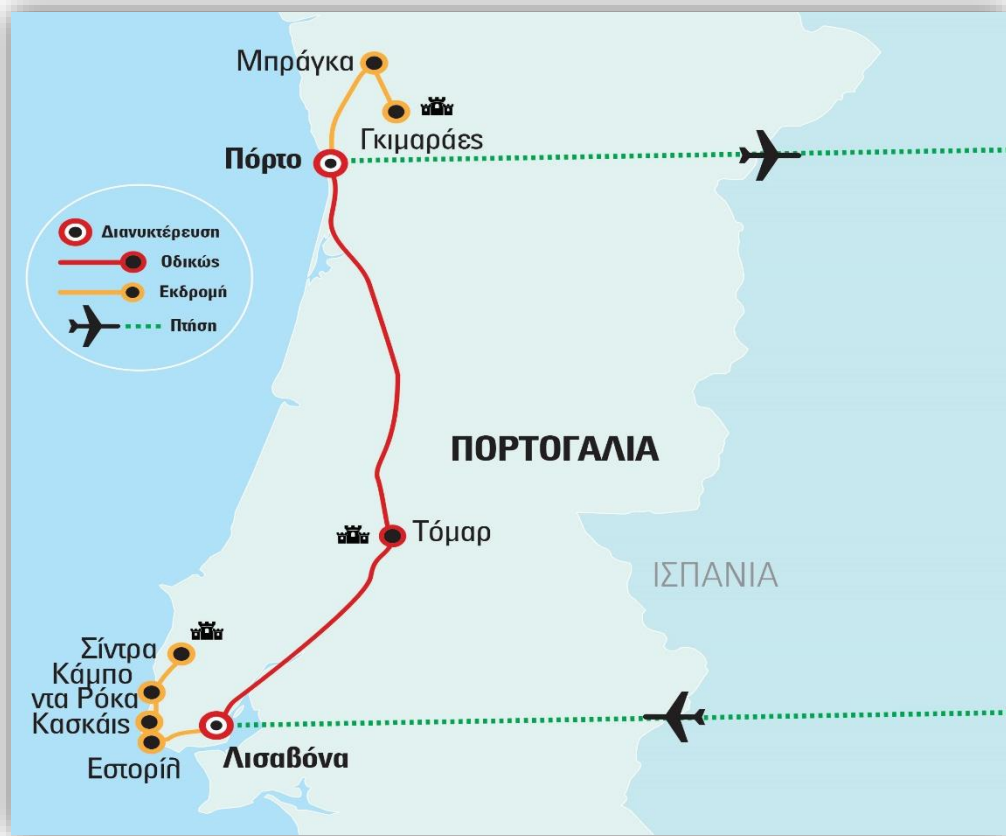 Μπράγκα
Γκιμαράες
Πόρτο
Διανυκτέρευση
Οδικώς
Εκδρομή
Πτήση
ΠΟΡΤΟΓΑΛΙΑ
Τόμαρ
ΙΣΠΑΝΙΑ
Σίντρα
Κάμπο
ντα Ρόκα
Κασκάις
Εστορίλ
Λισαβόνα